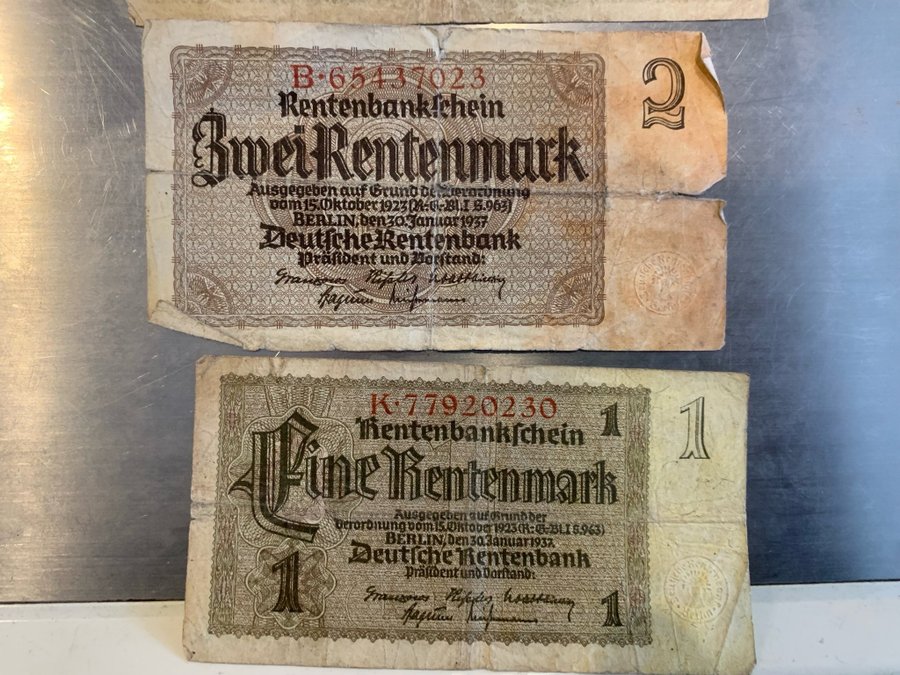 B·65437023
2
Rentenbankschein
Zwei Rentenmark
Ausgegeben auf Grund der Verordnung
vom 15. Oktober 1923 (R.-G.-Bl. I S. 963)
BERLIN, den 30. Januar 1937
Deutsche Rentenbank
Präsident und Vorstand:
K·77920230
1
1
Rentenbankschein
Eine Rentenmark
Ausgegeben auf Grund der
Verordnung vom 15. Oktober 1923 (R.-G.-Bl. I S. 963)
BERLIN, den 30. Januar 1937
Deutsche Rentenbank
Präsident und Vorstand:
1
1